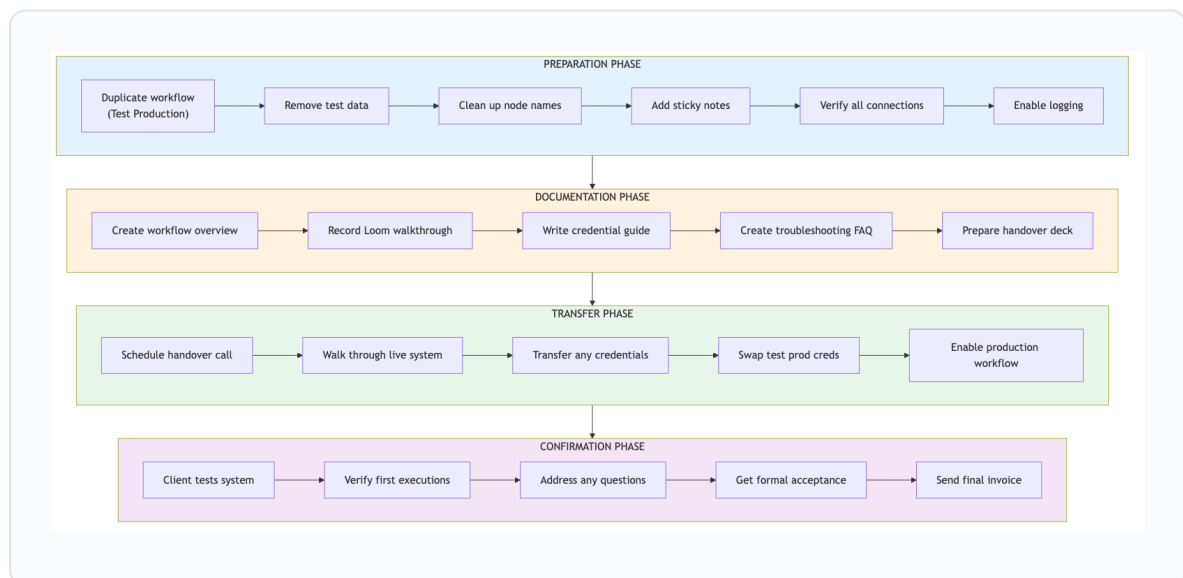 PREPARATION PHASE
Duplicate workflow
(Test Production)
Remove test data
Clean up node names
Add sticky notes
Verify all connections
Enable logging
DOCUMENTATION PHASE
Create workflow overview
Record Loom walkthrough
Write credential guide
Create troubleshooting FAQ
Prepare handover deck
TRANSFER PHASE
Schedule handover call
Walk through live system
Transfer any credentials
Swap test prod creds
Enable production
workflow
CONFIRMATION PHASE
Client tests system
Verify first executions
Address any questions
Get formal acceptance
Send final invoice